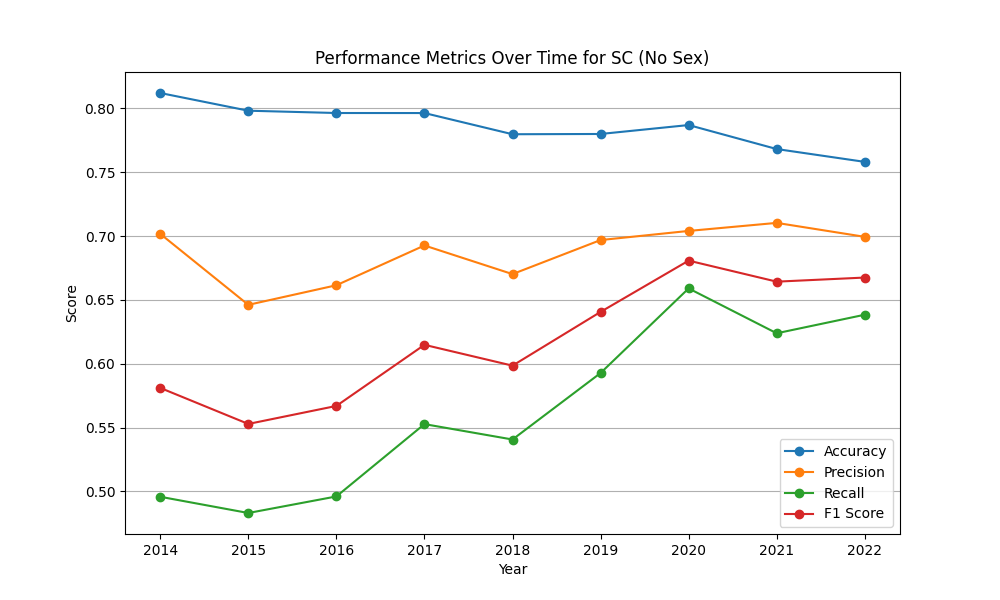 Performance Metrics Over Time for SC (No Sex)
Score
0.80
0.75
0.70
0.65
0.60
0.55
0.50
Accuracy
Precision
Recall
F1 Score
2014 2015 2016 2017 2018 2019 2020 2021 2022
Year